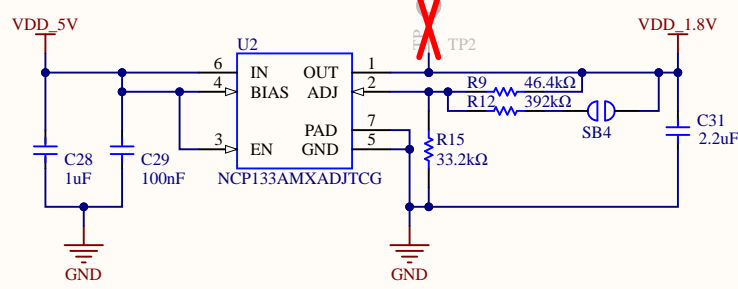 VDD_5V
VDD_1.8V
TP
TP2
U2
6 IN OUT 1
4 BIAS ADJ 2
R9 46.4kΩ
R12 392kΩ
SB4
C31
2.2uF
PAD 7
3 EN GND 5
R15
33.2kΩ
C28
1uF
C29
100nF
NCP133AMXADJTCG
GND
GND